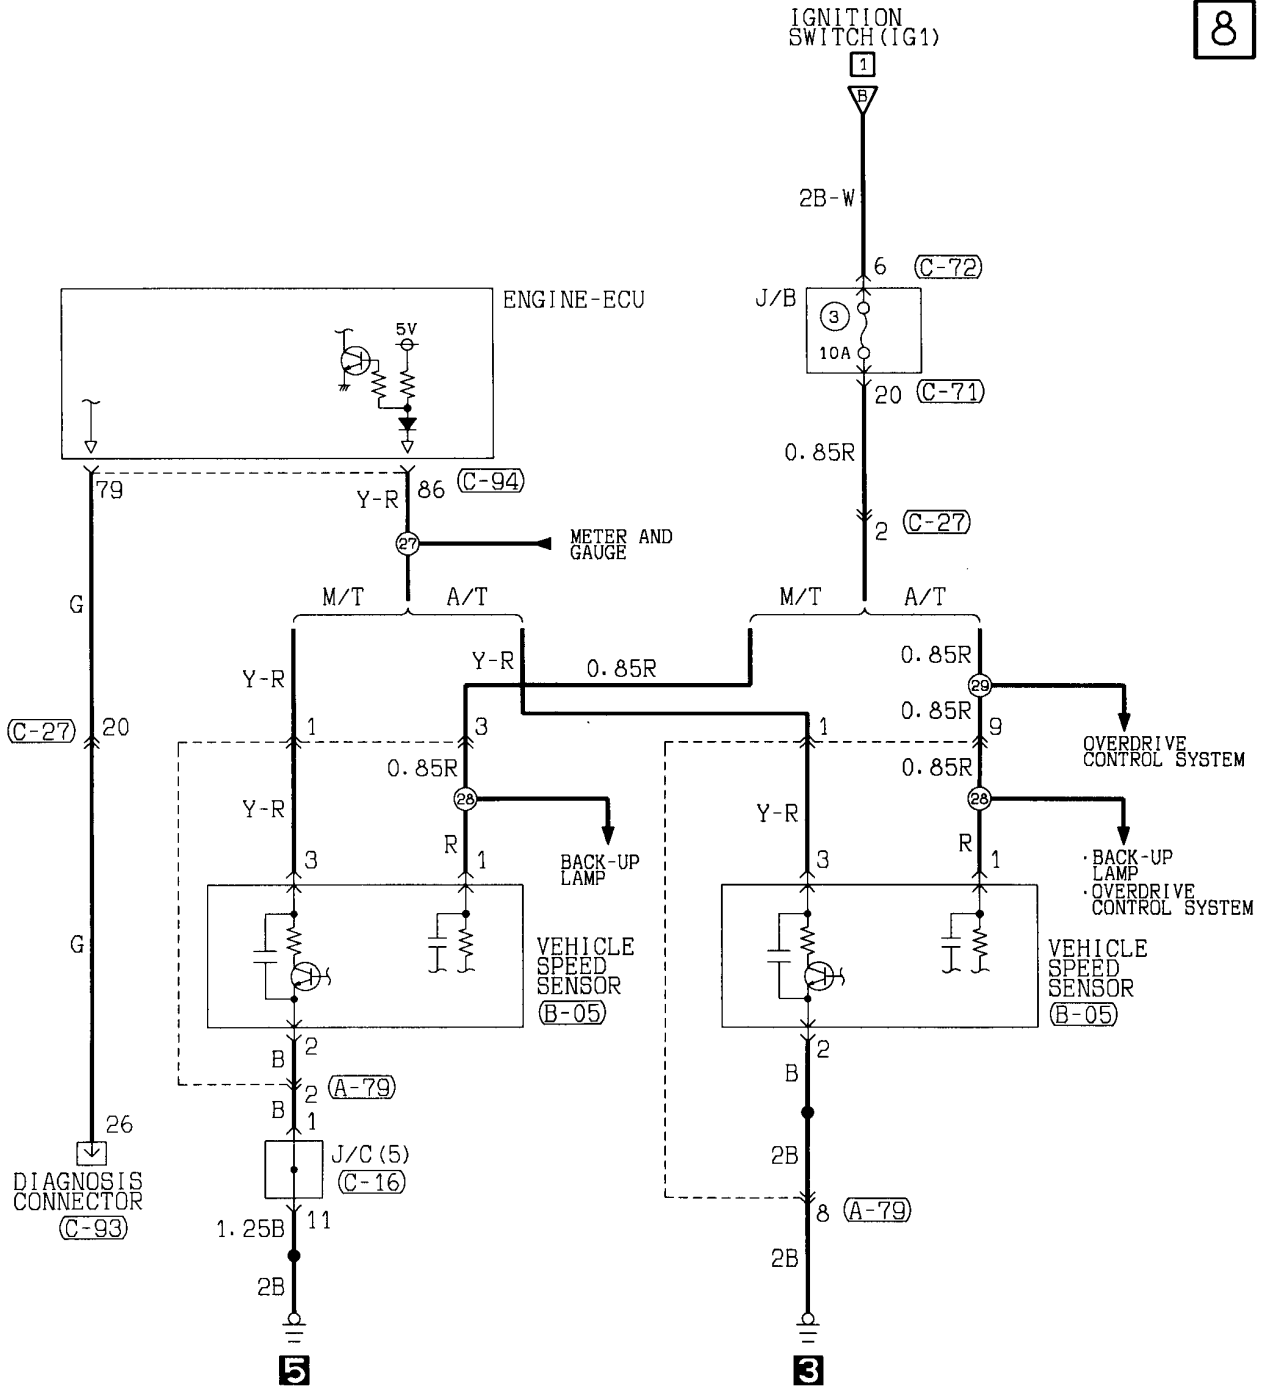 IGNITION
SWITCH(IG1)
8
1
B
2B-W
6 (C-72)
J/B
3
10A
ENGINE-ECU
5V
20 (C-71)
0.85R
79
Y-R
86 (C-94)
2 (C-27)
27
METER AND
GAUGE
G
M/T A/T
M/T A/T
Y-R
Y-R
0.85R
0.85R
29
0.85R
(C-27) 20
1
3
1
9
OVERDRIVE
CONTROL SYSTEM
0.85R
0.85R
28
28
Y-R
Y-R
R
R
3
1
3
1
BACK-UP
LAMP
·BACK-UP
LAMP
·OVERDRIVE
CONTROL SYSTEM
G
VEHICLE
SPEED
SENSOR
(B-05)
VEHICLE
SPEED
SENSOR
(B-05)
2
B
2
B
2 (A-79)
B
1
26
J/C(5)
(C-16)
2B
DIAGNOSIS
CONNECTOR
(C-93)
11
1.25B
8 (A-79)
2B
2B
5
3